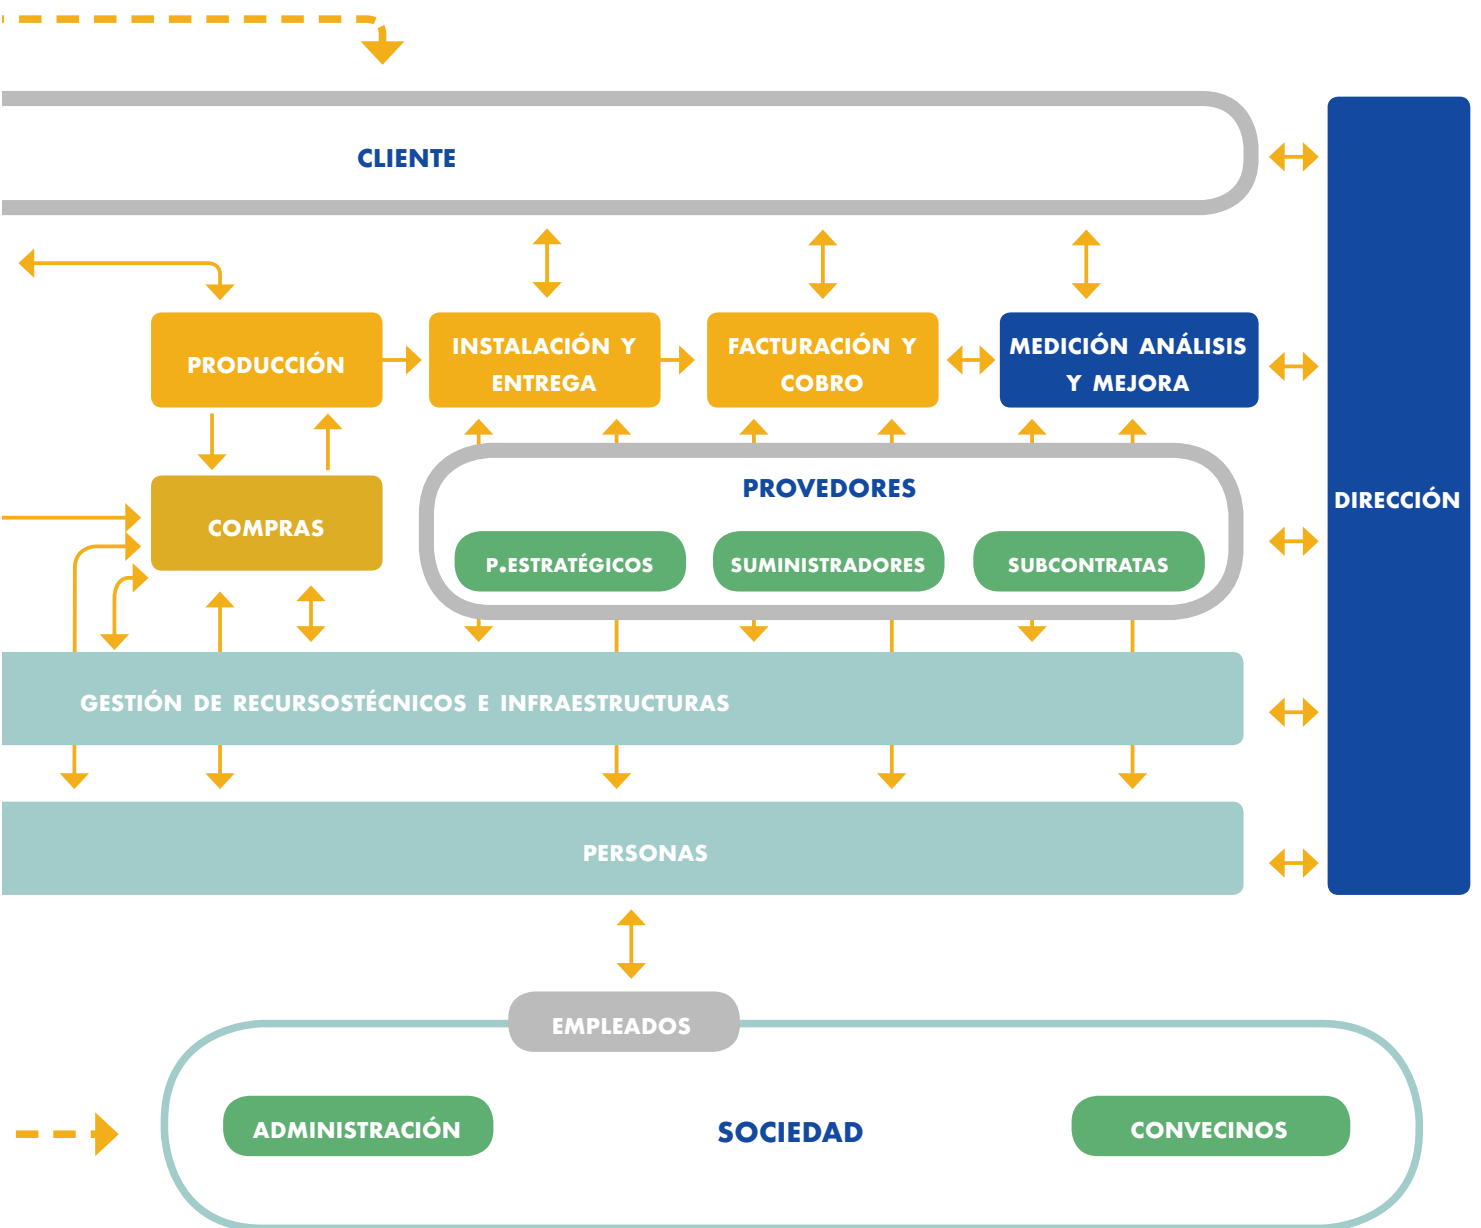 CLIENTE
PRODUCCIÓN
INSTALACIÓN Y
ENTREGA
FACTURACIÓN Y
COBRO
MEDICIÓN ANÁLISIS
Y MEJORA
DIRECCIÓN
COMPRAS
PROVEDORES
P.ESTRATÉGICOS
SUMINISTRADORES
SUBCONTRATAS
GESTIÓN DE RECURSOSTÉCNICOS E INFRAESTRUCTURAS
PERSONAS
EMPLEADOS
ADMINISTRACIÓN
SOCIEDAD
CONVECINOS